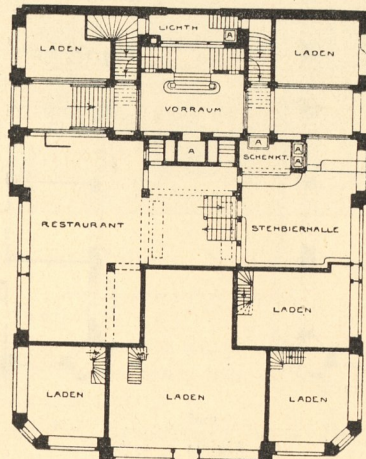 LICHTH
A
LADEN
LADEN
VORRAUM
A
A
SCHENKT.
A
A
RESTAURANT
STEHBIERHALLE
LADEN
LADEN
LADEN
LADEN